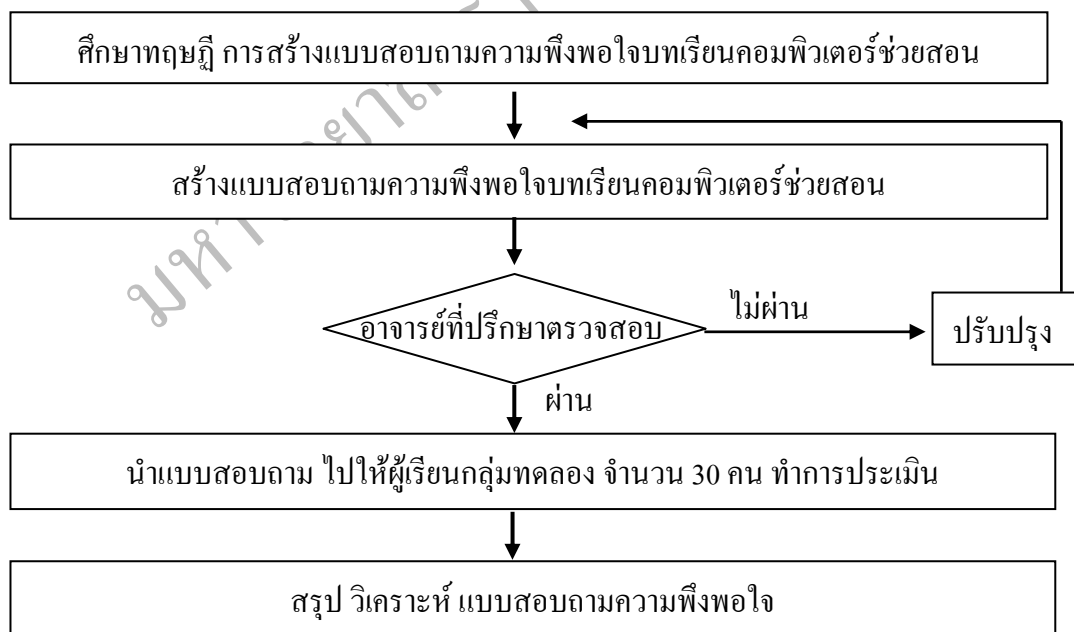 ศึกษาทฤษฏี การสร้างแบบสอบถามความพึงพอใจบทเรียนคอมพิวเตอร์ช่วยสอน
สร้างแบบสอบถามความพึงพอใจบทเรียนคอมพิวเตอร์ช่วยสอน
อาจารย์ที่ปรึกษาตรวจสอบ
ไม่ผ่าน
ปรับปรุง
ผ่าน
นำแบบสอบถาม ไปให้ผู้เรียนกลุ่มทดลอง จำนวน 30 คน ทำการประเมิน
สรุป วิเคราะห์ แบบสอบถามความพึงพอใจ